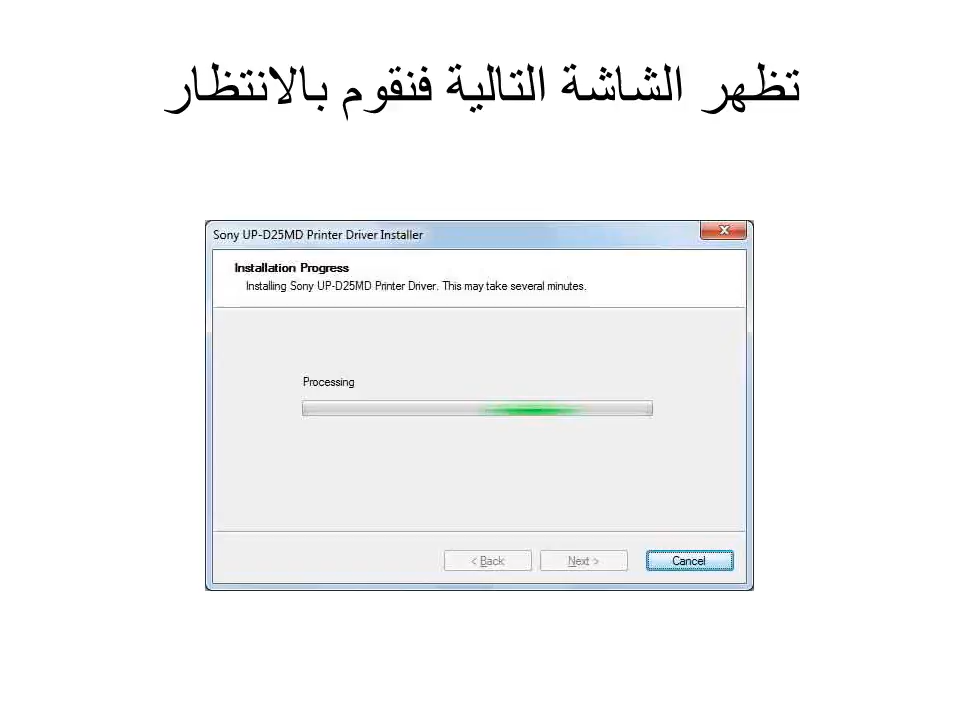 تظهر الشاشة التالية فنقوم بالانتظار
Sony UP-D25MD Printer Driver Installer
Installation Progress
Installing Sony UP-D25MD Printer Driver. This may take several minutes.
Processing
< Back Next > Cancel